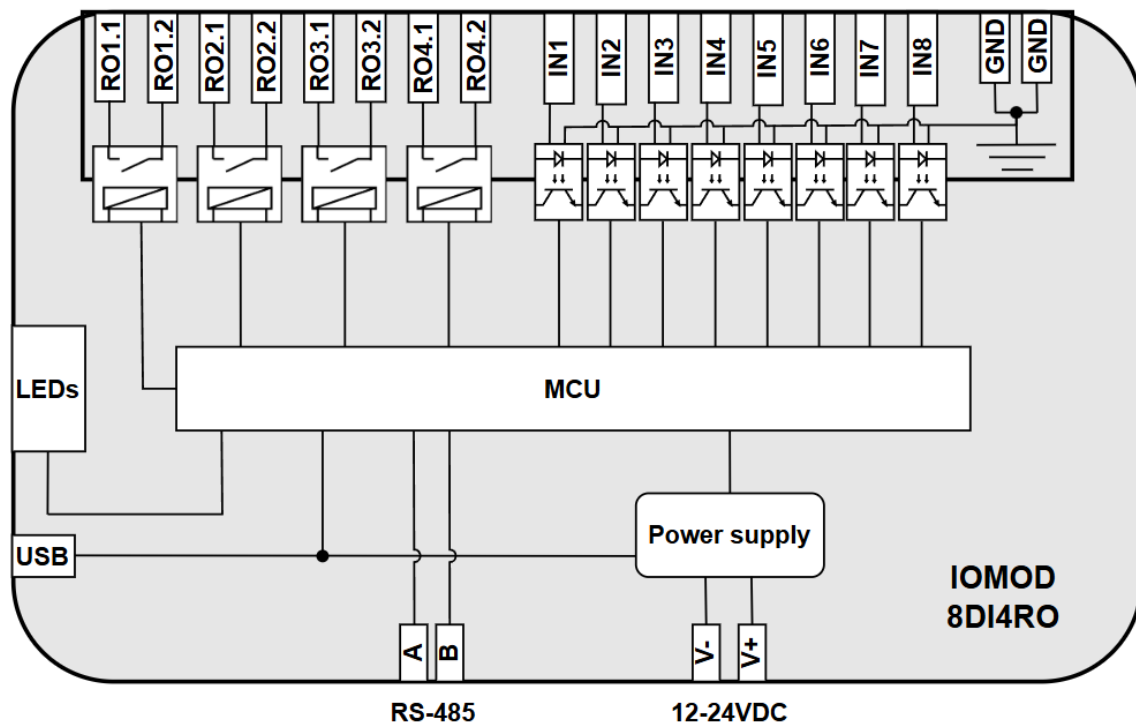 RO1.1
RO1.2
RO2.1
RO2.2
RO3.1
RO3.2
RO4.1
RO4.2
IN1
IN2
IN3
IN4
IN5
IN6
IN7
IN8
GND
GND
LEDs
MCU
USB
Power supply
IOMOD
8DI4RO
A
B
V-
V+
RS-485
12-24VDC